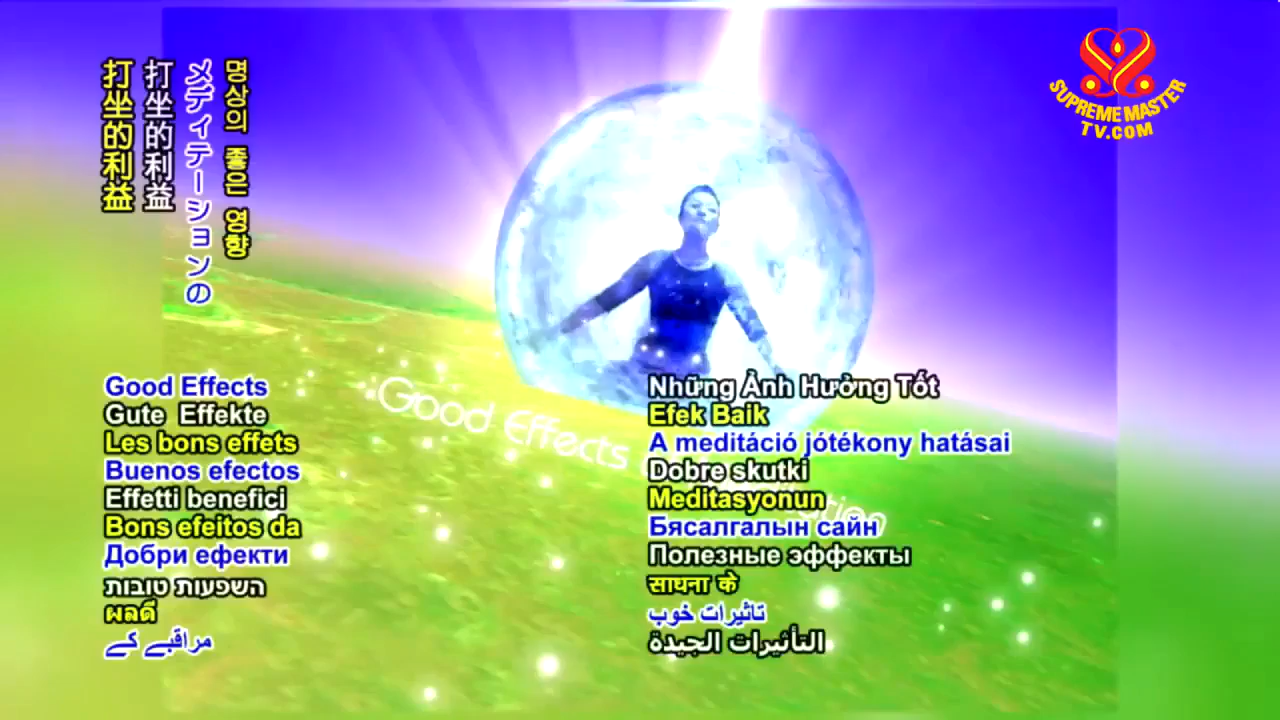 打坐的利益
打坐的利益
メディテーションの
명상의 좋은 영향
SUPREME MASTER
TV.COM
Good Effects
Gute Effekte
Les bons effets
Buenos efectos
Effetti benefici
Bons efeitos da
Добри ефекти
השפעות טובות
ผลดี
مراقبے کے
Good Effects
Những Ảnh Hưởng Tốt
Efek Baik
A meditáció jótékony hatásai
Dobre skutki
Meditasyonun
Бясалгалын сайн
Полезные эффекты
साधना के
تاثیرات خوب
التأثيرات الجيدة